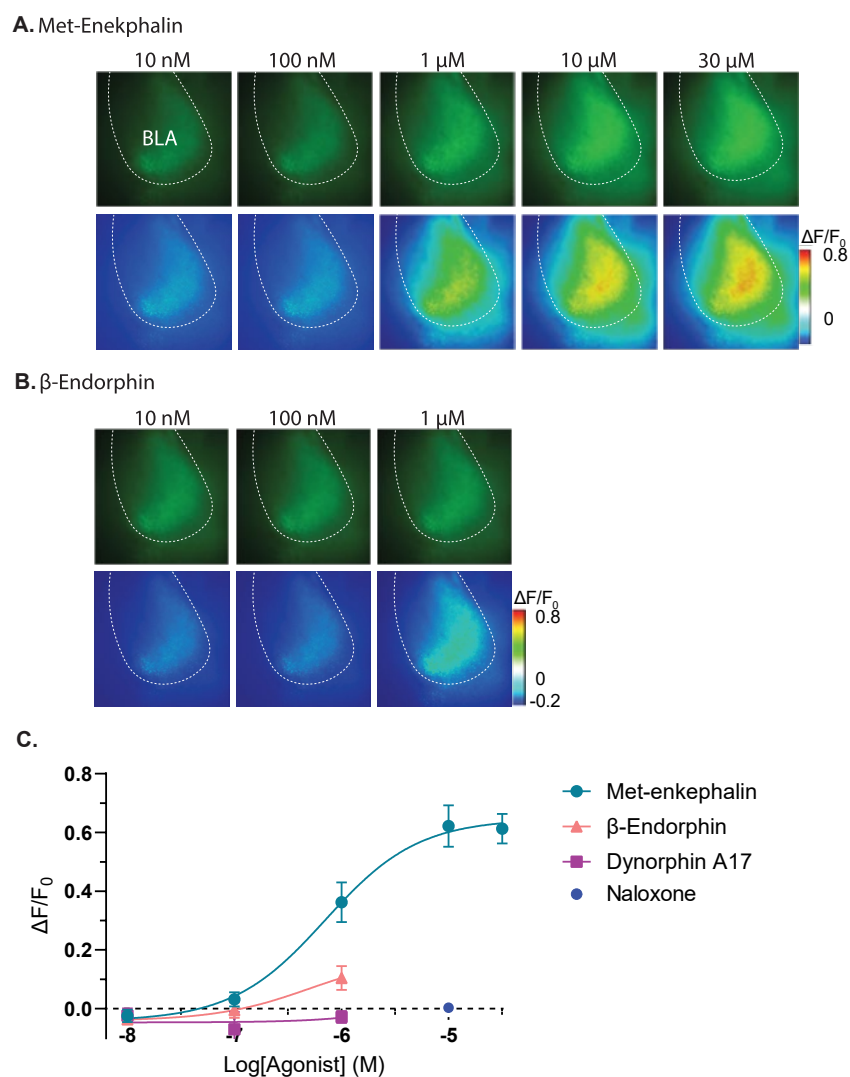 A. Met-Enekphalin
10 nM 100 nM 1 µM 10 µM 30 µM
BLA
ΔF/F0
0.8
0
B. β-Endorphin
10 nM 100 nM 1 µM
ΔF/F0
0.8
0
-0.2
C.
0.8
0.6
0.4
0.2
0.0
ΔF/F0
-8 -7 -6 -5
Log[Agonist] (M)
Met-enkephalin
β-Endorphin
Dynorphin A17
Naloxone